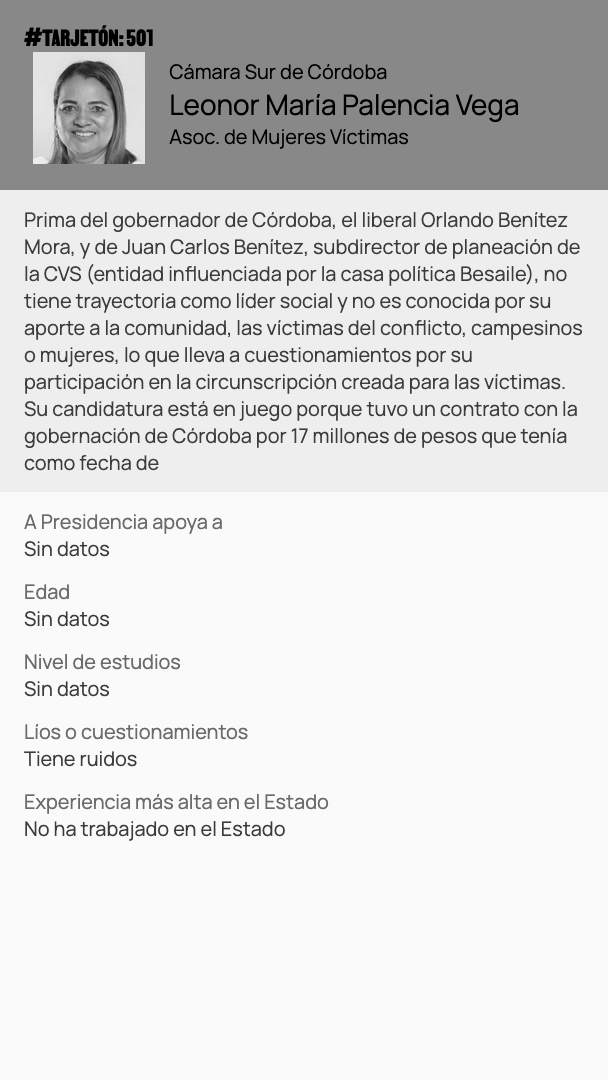 #TARJETÓN: 501
Cámara Sur de Córdoba
Leonor María Palencia Vega
Asoc. de Mujeres Víctimas
Prima del gobernador de Córdoba, el liberal Orlando Benítez
Mora, y de Juan Carlos Benítez, subdirector de planeación de
la CVS (entidad influenciada por la casa política Besaile), no
tiene trayectoria como líder social y no es conocida por su
aporte a la comunidad, las víctimas del conflicto, campesinos
o mujeres, lo que lleva a cuestionamientos por su
participación en la circunscripción creada para las víctimas.
Su candidatura está en juego porque tuvo un contrato con la
gobernación de Córdoba por 17 millones de pesos que tenía
como fecha de
A Presidencia apoya a
Sin datos
Edad
Sin datos
Nivel de estudios
Sin datos
Líos o cuestionamientos
Tiene ruidos
Experiencia más alta en el Estado
No ha trabajado en el Estado